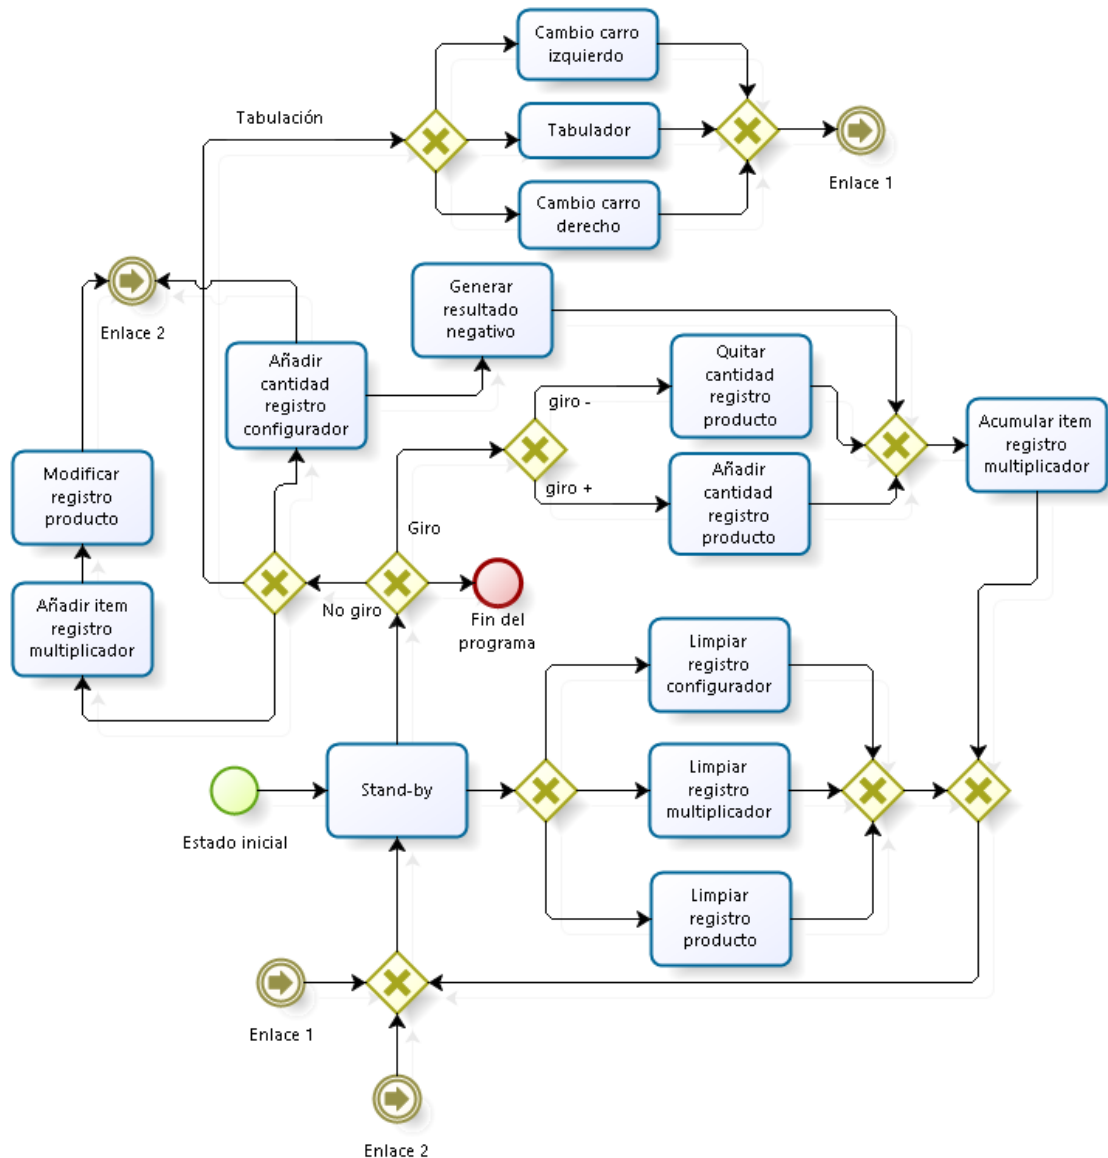 Cambio carro
izquierdo
Tabulación
Tabulador
Enlace 1
Cambio carro
derecho
Enlace 2
Generar
resultado
negativo
Añadir
cantidad
registro
configurador
Quitar
cantidad
registro
producto
giro -
giro +
Añadir
cantidad
registro
producto
Acumular item
registro
multiplicador
Modificar
registro
producto
Giro
Añadir item
registro
multiplicador
No giro
Fin del
programa
Limpiar
registro
configurador
Stand-by
Limpiar
registro
multiplicador
Estado inicial
Limpiar
registro
producto
Enlace 1
Enlace 2